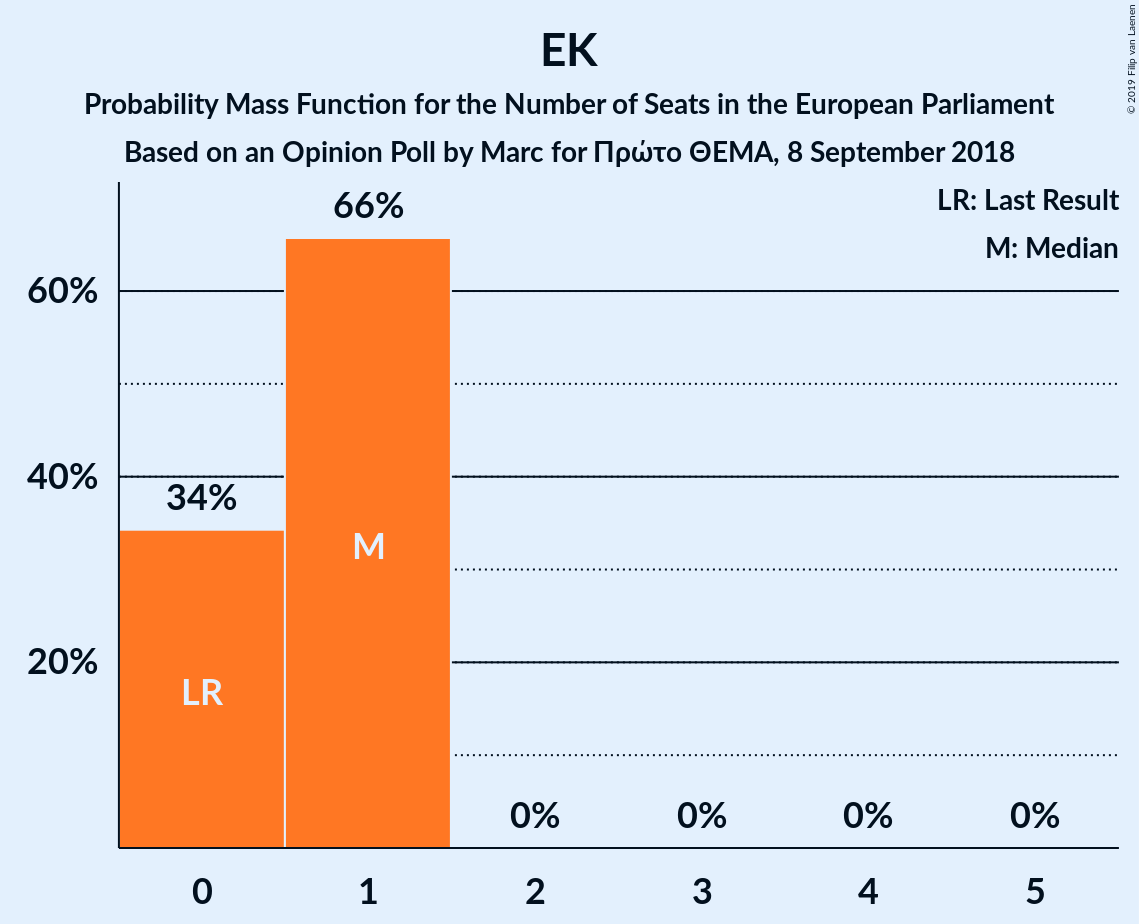 EK
Probability Mass Function for the Number of Seats in the European Parliament
Based on an Opinion Poll by Marc for Πρώτο ΘΕΜΑ, 8 September 2018
© 2019 Filip van Laenen
LR: Last Result
M: Median
66%
60%
40%
34%
M
20%
LR
0% 0% 0% 0%
0 1 2 3 4 5